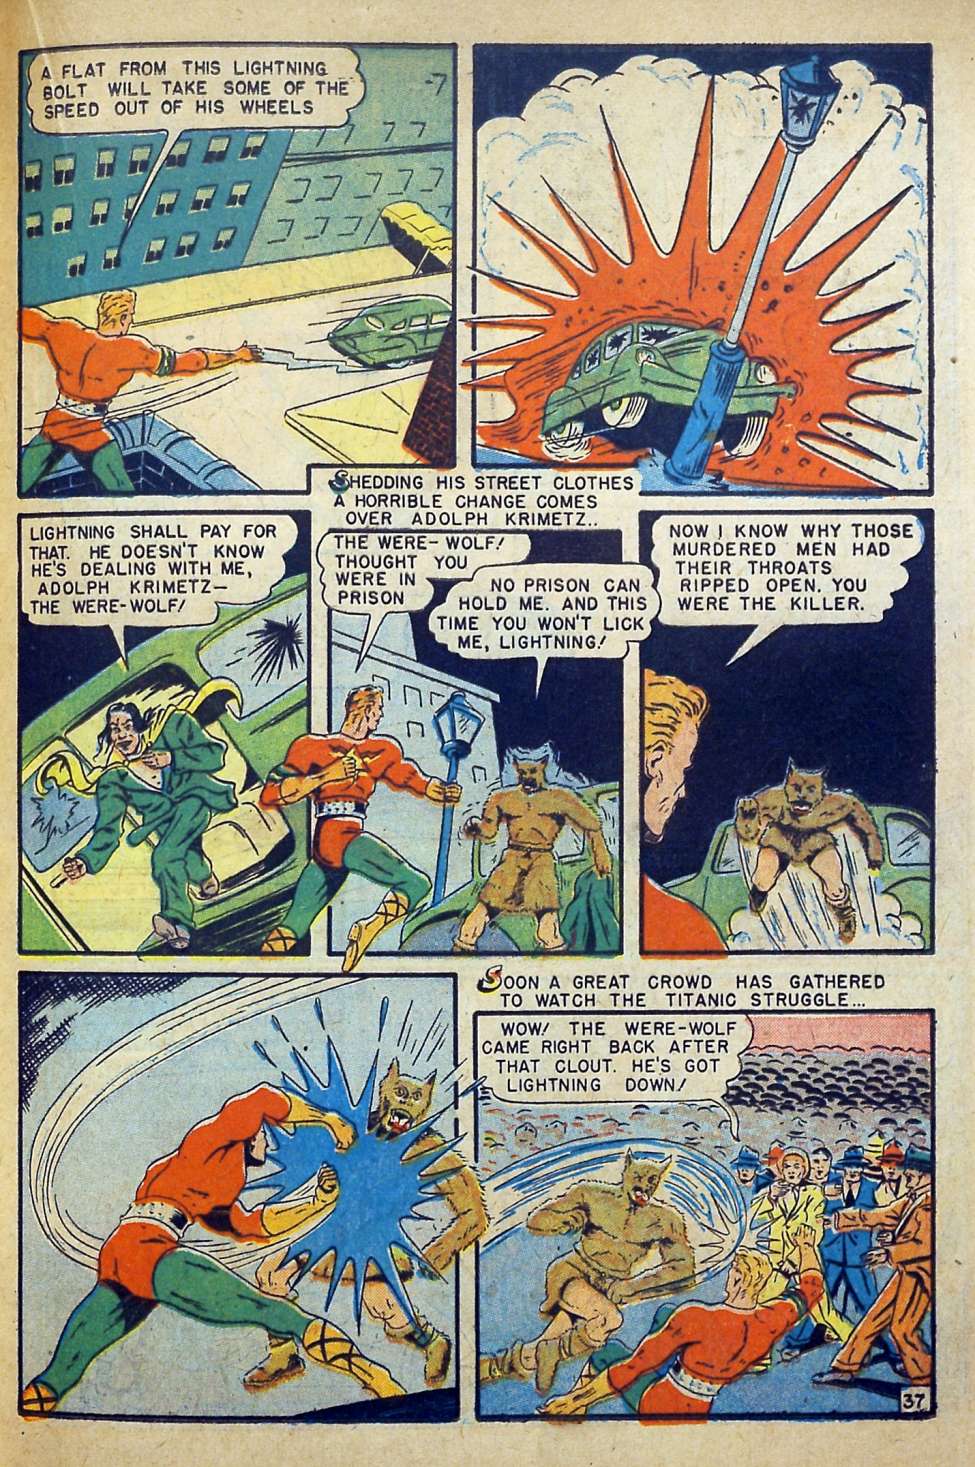 A FLAT FROM THIS LIGHTNING
BOLT WILL TAKE SOME OF THE
SPEED OUT OF HIS WHEELS
LIGHTNING SHALL PAY FOR
THAT. HE DOESN'T KNOW
HE'S DEALING WITH ME,
ADOLPH KRIMETZ—
THE WERE-WOLF!
SHEDDING HIS STREET CLOTHES
A HORRIBLE CHANGE COMES
OVER ADOLPH KRIMETZ..
THE WERE-WOLF!
THOUGHT YOU
WERE IN
PRISON
NO PRISON CAN
HOLD ME. AND THIS
TIME YOU WON'T LICK
ME, LIGHTNING!
NOW I KNOW WHY THOSE
MURDERED MEN HAD
THEIR THROATS
RIPPED OPEN. YOU
WERE THE KILLER.
SOON A GREAT CROWD HAS GATHERED
TO WATCH THE TITANIC STRUGGLE...
WOW! THE WERE-WOLF
CAME RIGHT BACK AFTER
THAT CLOUT. HE'S GOT
LIGHTNING DOWN!
37